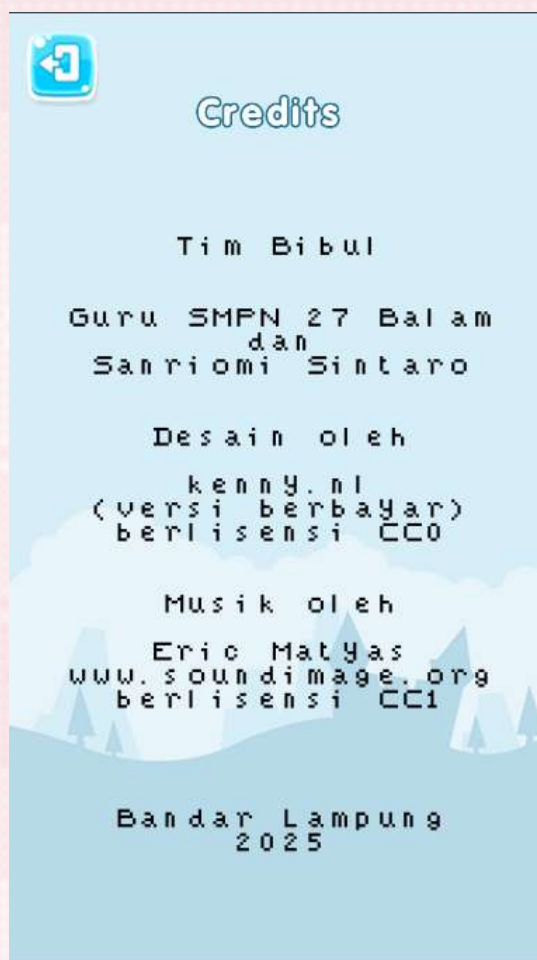 Credits
Tim Bibul
Guru SMPN 27 Balam
dan
Sanriomi Sintaro
Desain oleh
kenny.nl
(versi berbayar)
berlisensi CC0
Musik oleh
Eric Matyas
www.soundimage.org
berlisensi CC1
Bandar Lampung
2025